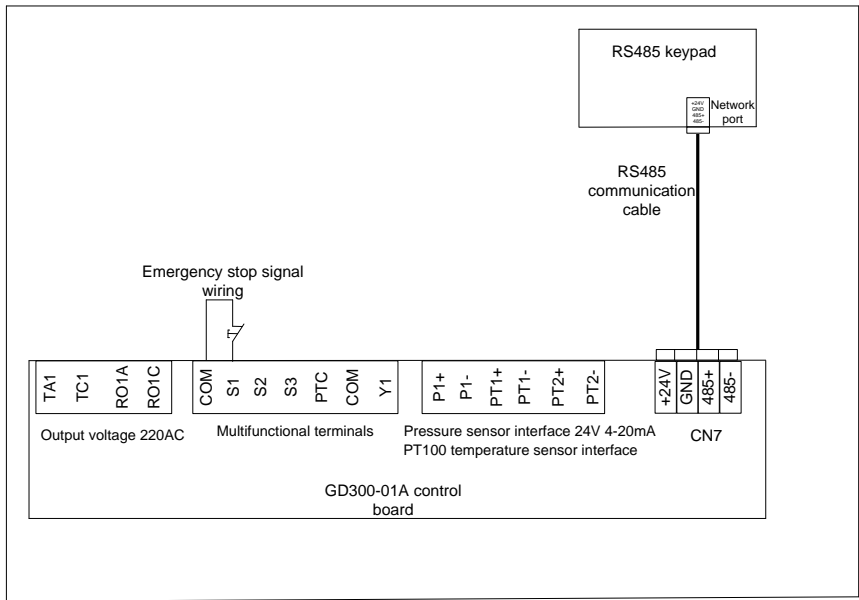 RS485 keypad
+24V
GND
485+
485-
Network
port
RS485
communication
cable
Emergency stop signal
wiring
TA1
TC1
RO1A
RO1C
COM
S1
S2
S3
PTC
COM
Y1
P1+
P1-
PT1+
PT1-
PT2+
PT2-
+24V
GND
485+
485-
Output voltage 220AC
Multifunctional terminals
Pressure sensor interface 24V 4-20mA
PT100 temperature sensor interface
CN7
GD300-01A control
board